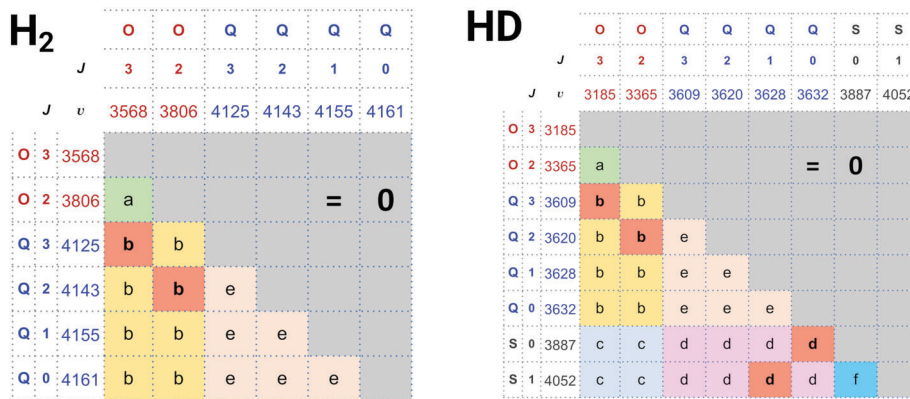 H2
O O Q Q Q Q
J 3 2 3 2 1 0
J υ 3568 3806 4125 4143 4155 4161
O 3 3568
O 2 3806 a = 0
Q 3 4125 b b
Q 2 4143 b b e
Q 1 4155 b b e e
Q 0 4161 b b e e e
HD
O O Q Q Q Q S S
J 3 2 3 2 1 0 0 1
J υ 3185 3365 3609 3620 3628 3632 3887 4052
O 3 3185
O 2 3365 a = 0
Q 3 3609 b b
Q 2 3620 b b e
Q 1 3628 b b e e
Q 0 3632 b b e e e
S 0 3887 c c d d d d
S 1 4052 c c d d d d f